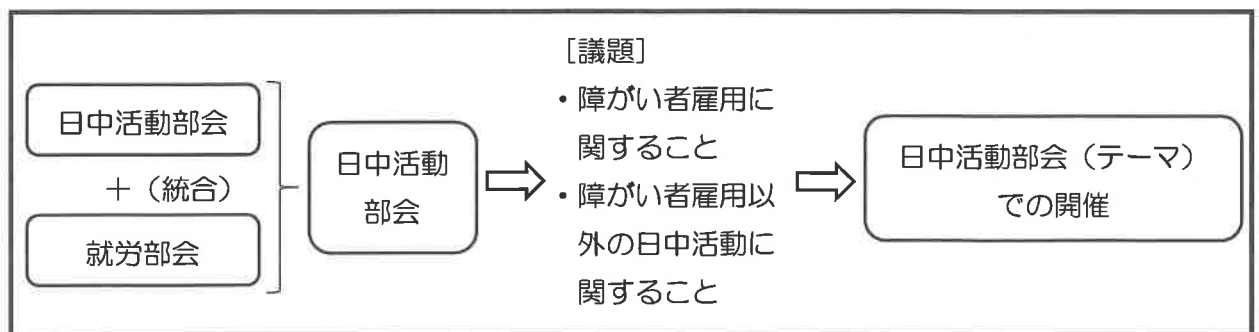 日中活動部会
+(統合)
就労部会
日中活動
部会
[議題]
・障がい者雇用に
関すること
・障がい者雇用以
外の日中活動に
関すること
日中活動部会(テーマ)
での開催